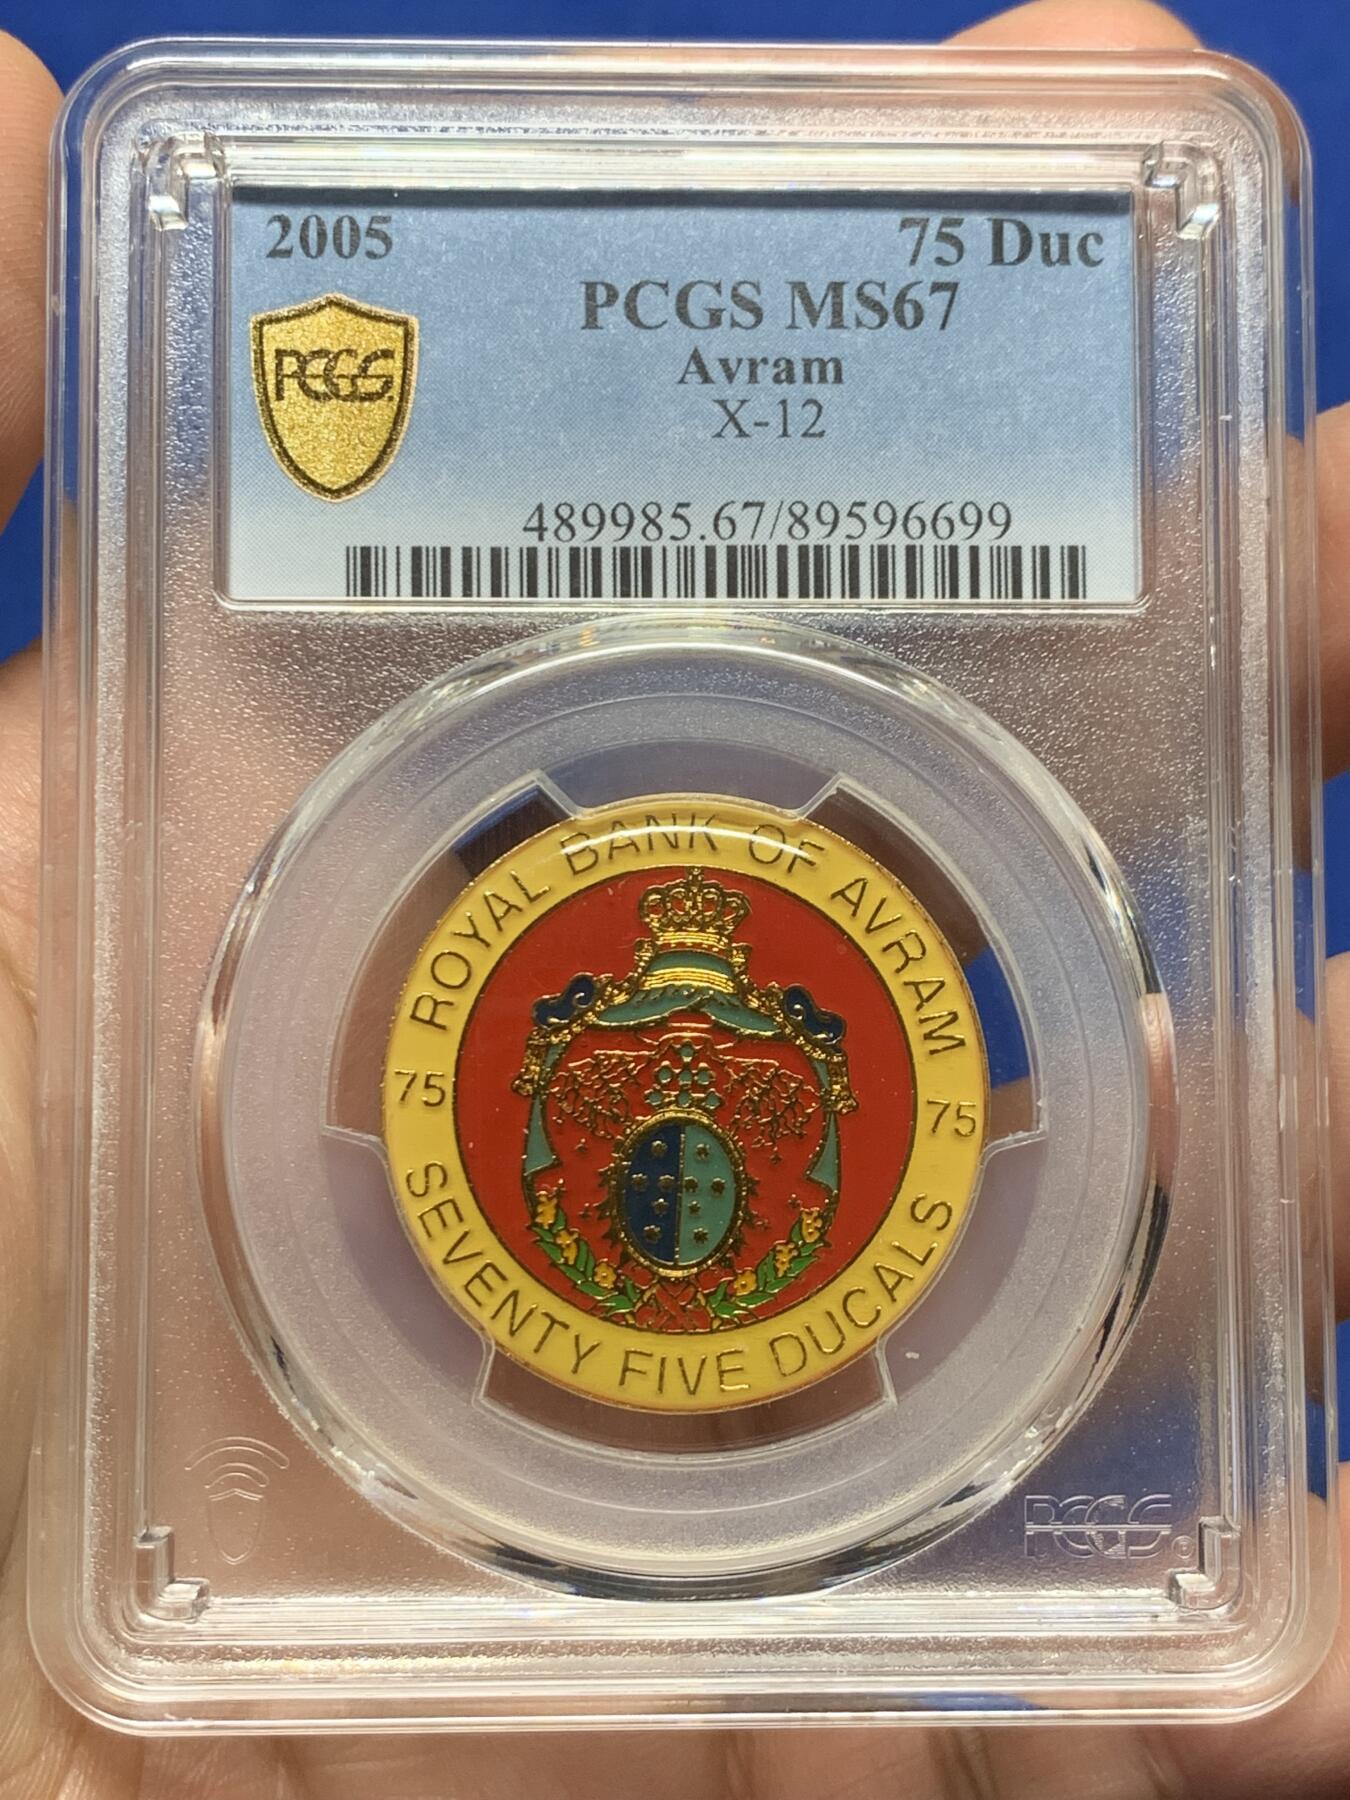 2005
75 Duc
PCGS MS67
Avram
X-12
PCGS
489985.67/89596699
ROYAL BANK OF AVRAM
75
75
SEVENTY FIVE DUCALS
PCGS